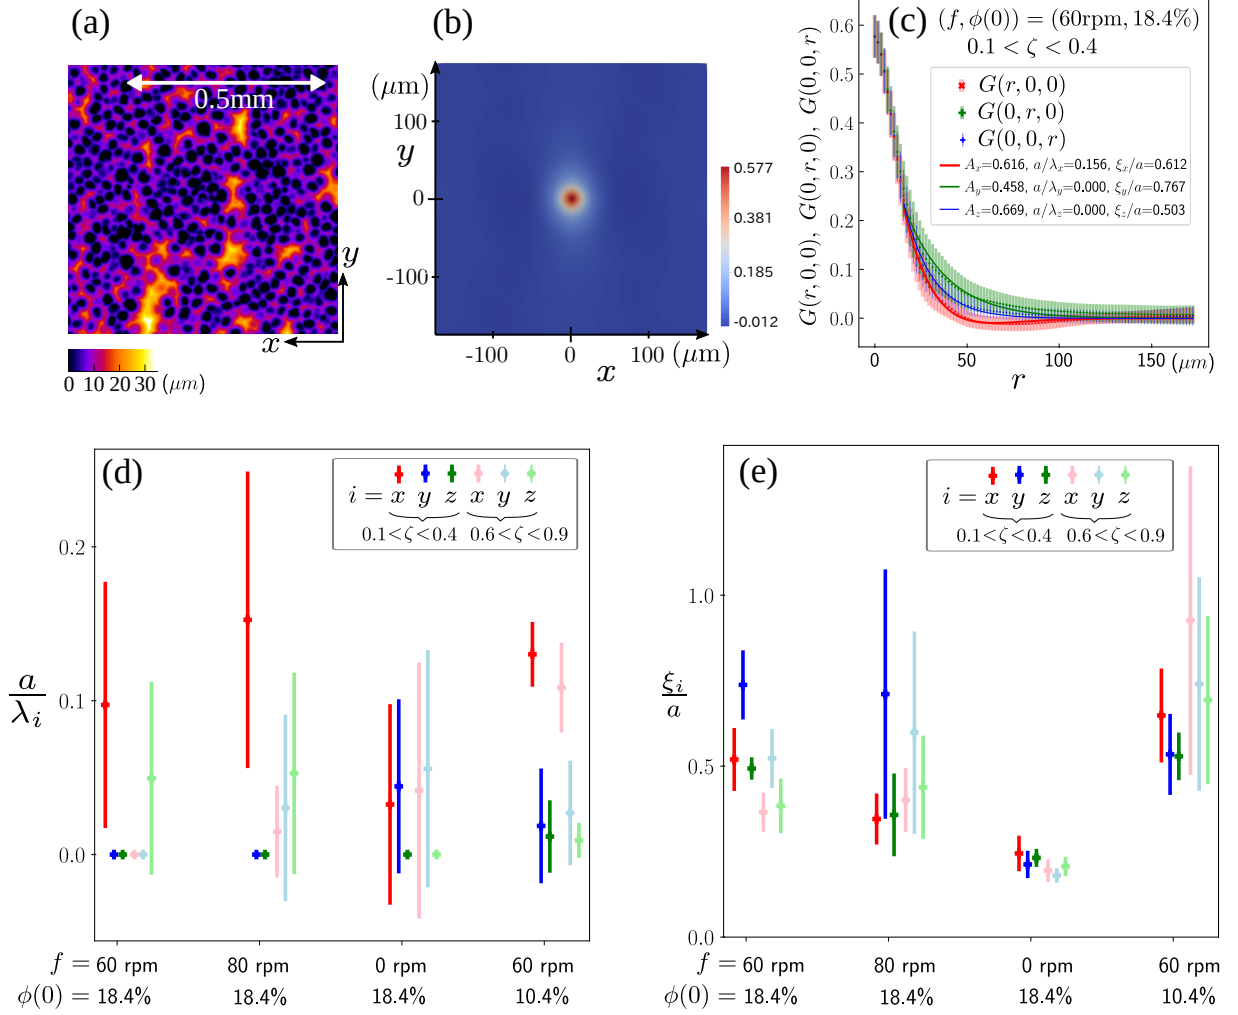 (a)
0.5mm
y
x
0 10 20 30 (μm)
(b)
(μm)
100
y
0
-100
-100 0 100 (μm)
x
0.577
0.381
0.185
-0.012
(c)
(f, ϕ(0)) = (60rpm, 18.4%)
0.1 < ζ < 0.4
G(r, 0, 0)
G(0, r, 0)
G(0, 0, r)
A_x=0.616, a/λ_x=0.156, ξ_x/a=0.612
A_y=0.458, a/λ_y=0.000, ξ_y/a=0.767
A_z=0.669, a/λ_z=0.000, ξ_z/a=0.503
G(r, 0, 0), G(0, r, 0), G(0, 0, r)
0.6
0.5
0.4
0.3
0.2
0.1
0.0
0 50 100 150 (μm)
r
(d)
i = x y z x y z
0.1<ζ<0.4 0.6<ζ<0.9
a/λ_i
0.2
0.1
0.0
f = 60 rpm 80 rpm 0 rpm 60 rpm
ϕ(0) = 18.4% 18.4% 18.4% 10.4%
(e)
i = x y z x y z
0.1<ζ<0.4 0.6<ζ<0.9
ξ_i/a
1.0
0.5
0.0
f = 60 rpm 80 rpm 0 rpm 60 rpm
ϕ(0) = 18.4% 18.4% 18.4% 10.4%